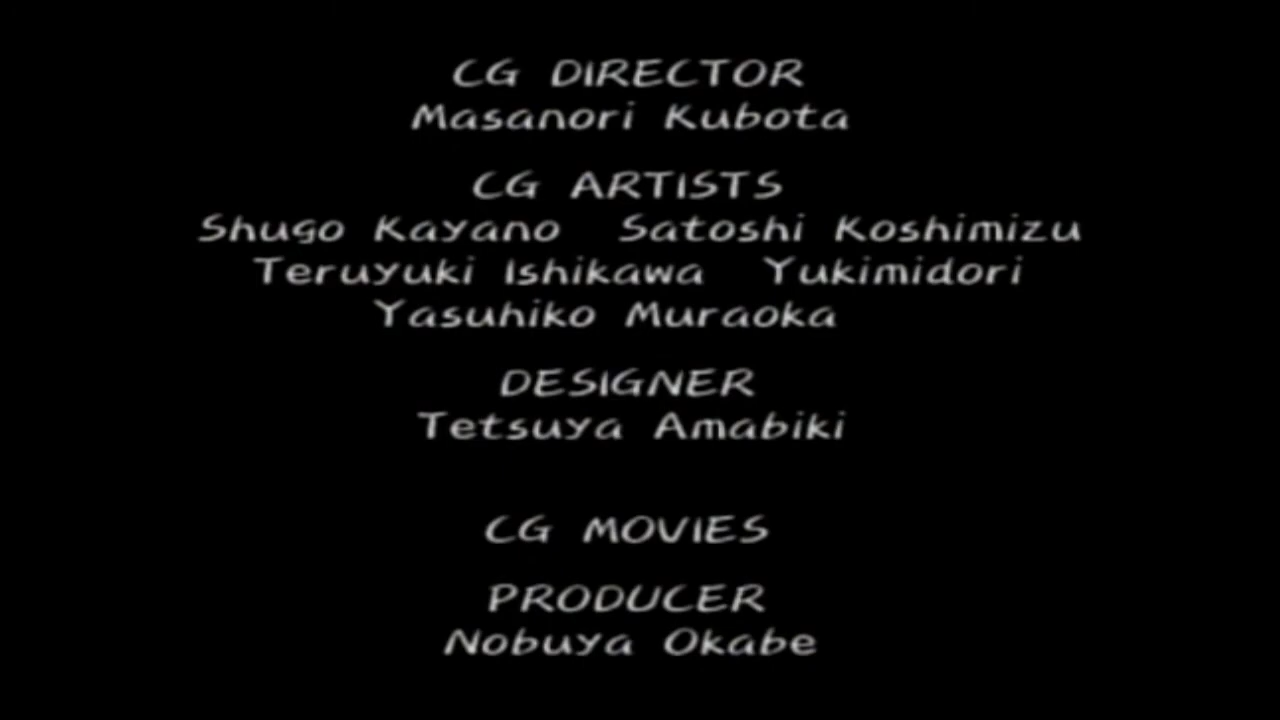 CG DIRECTOR
Masanori Kubota
CG ARTISTS
Shugo Kayano Satoshi Koshimizu
Teruyuki Ishikawa Yukimidori
Yasuhiko Muraoka
DESIGNER
Tetsuya Amabiki
CG MOVIES
PRODUCER
Nobuya Okabe